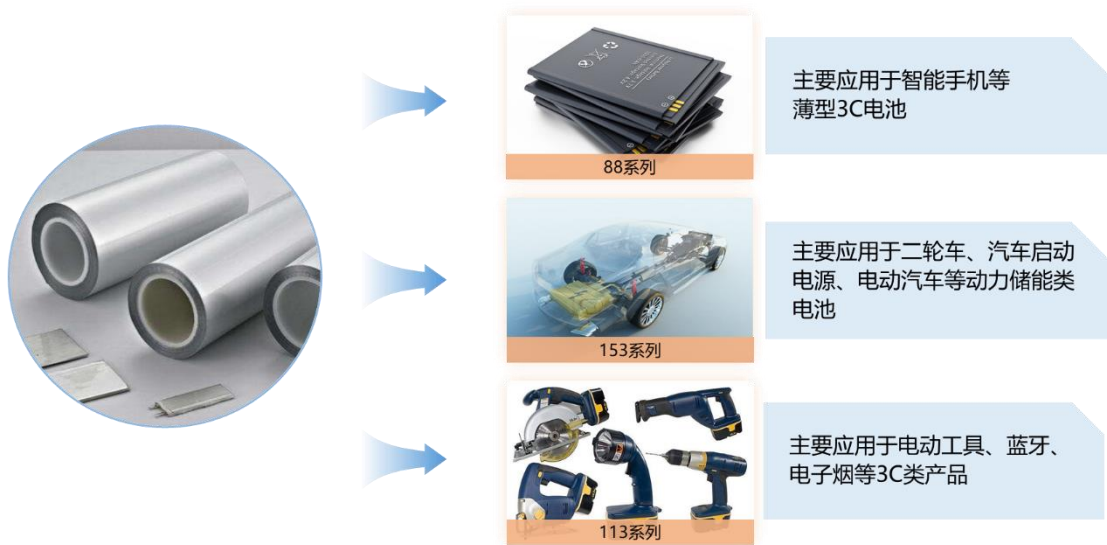 88系列
主要应用于智能手机等
薄型3C电池
153系列
主要应用于二轮车、汽车启动
电源、电动汽车等动力储能类
电池
113系列
主要应用于电动工具、蓝牙、
电子烟等3C类产品